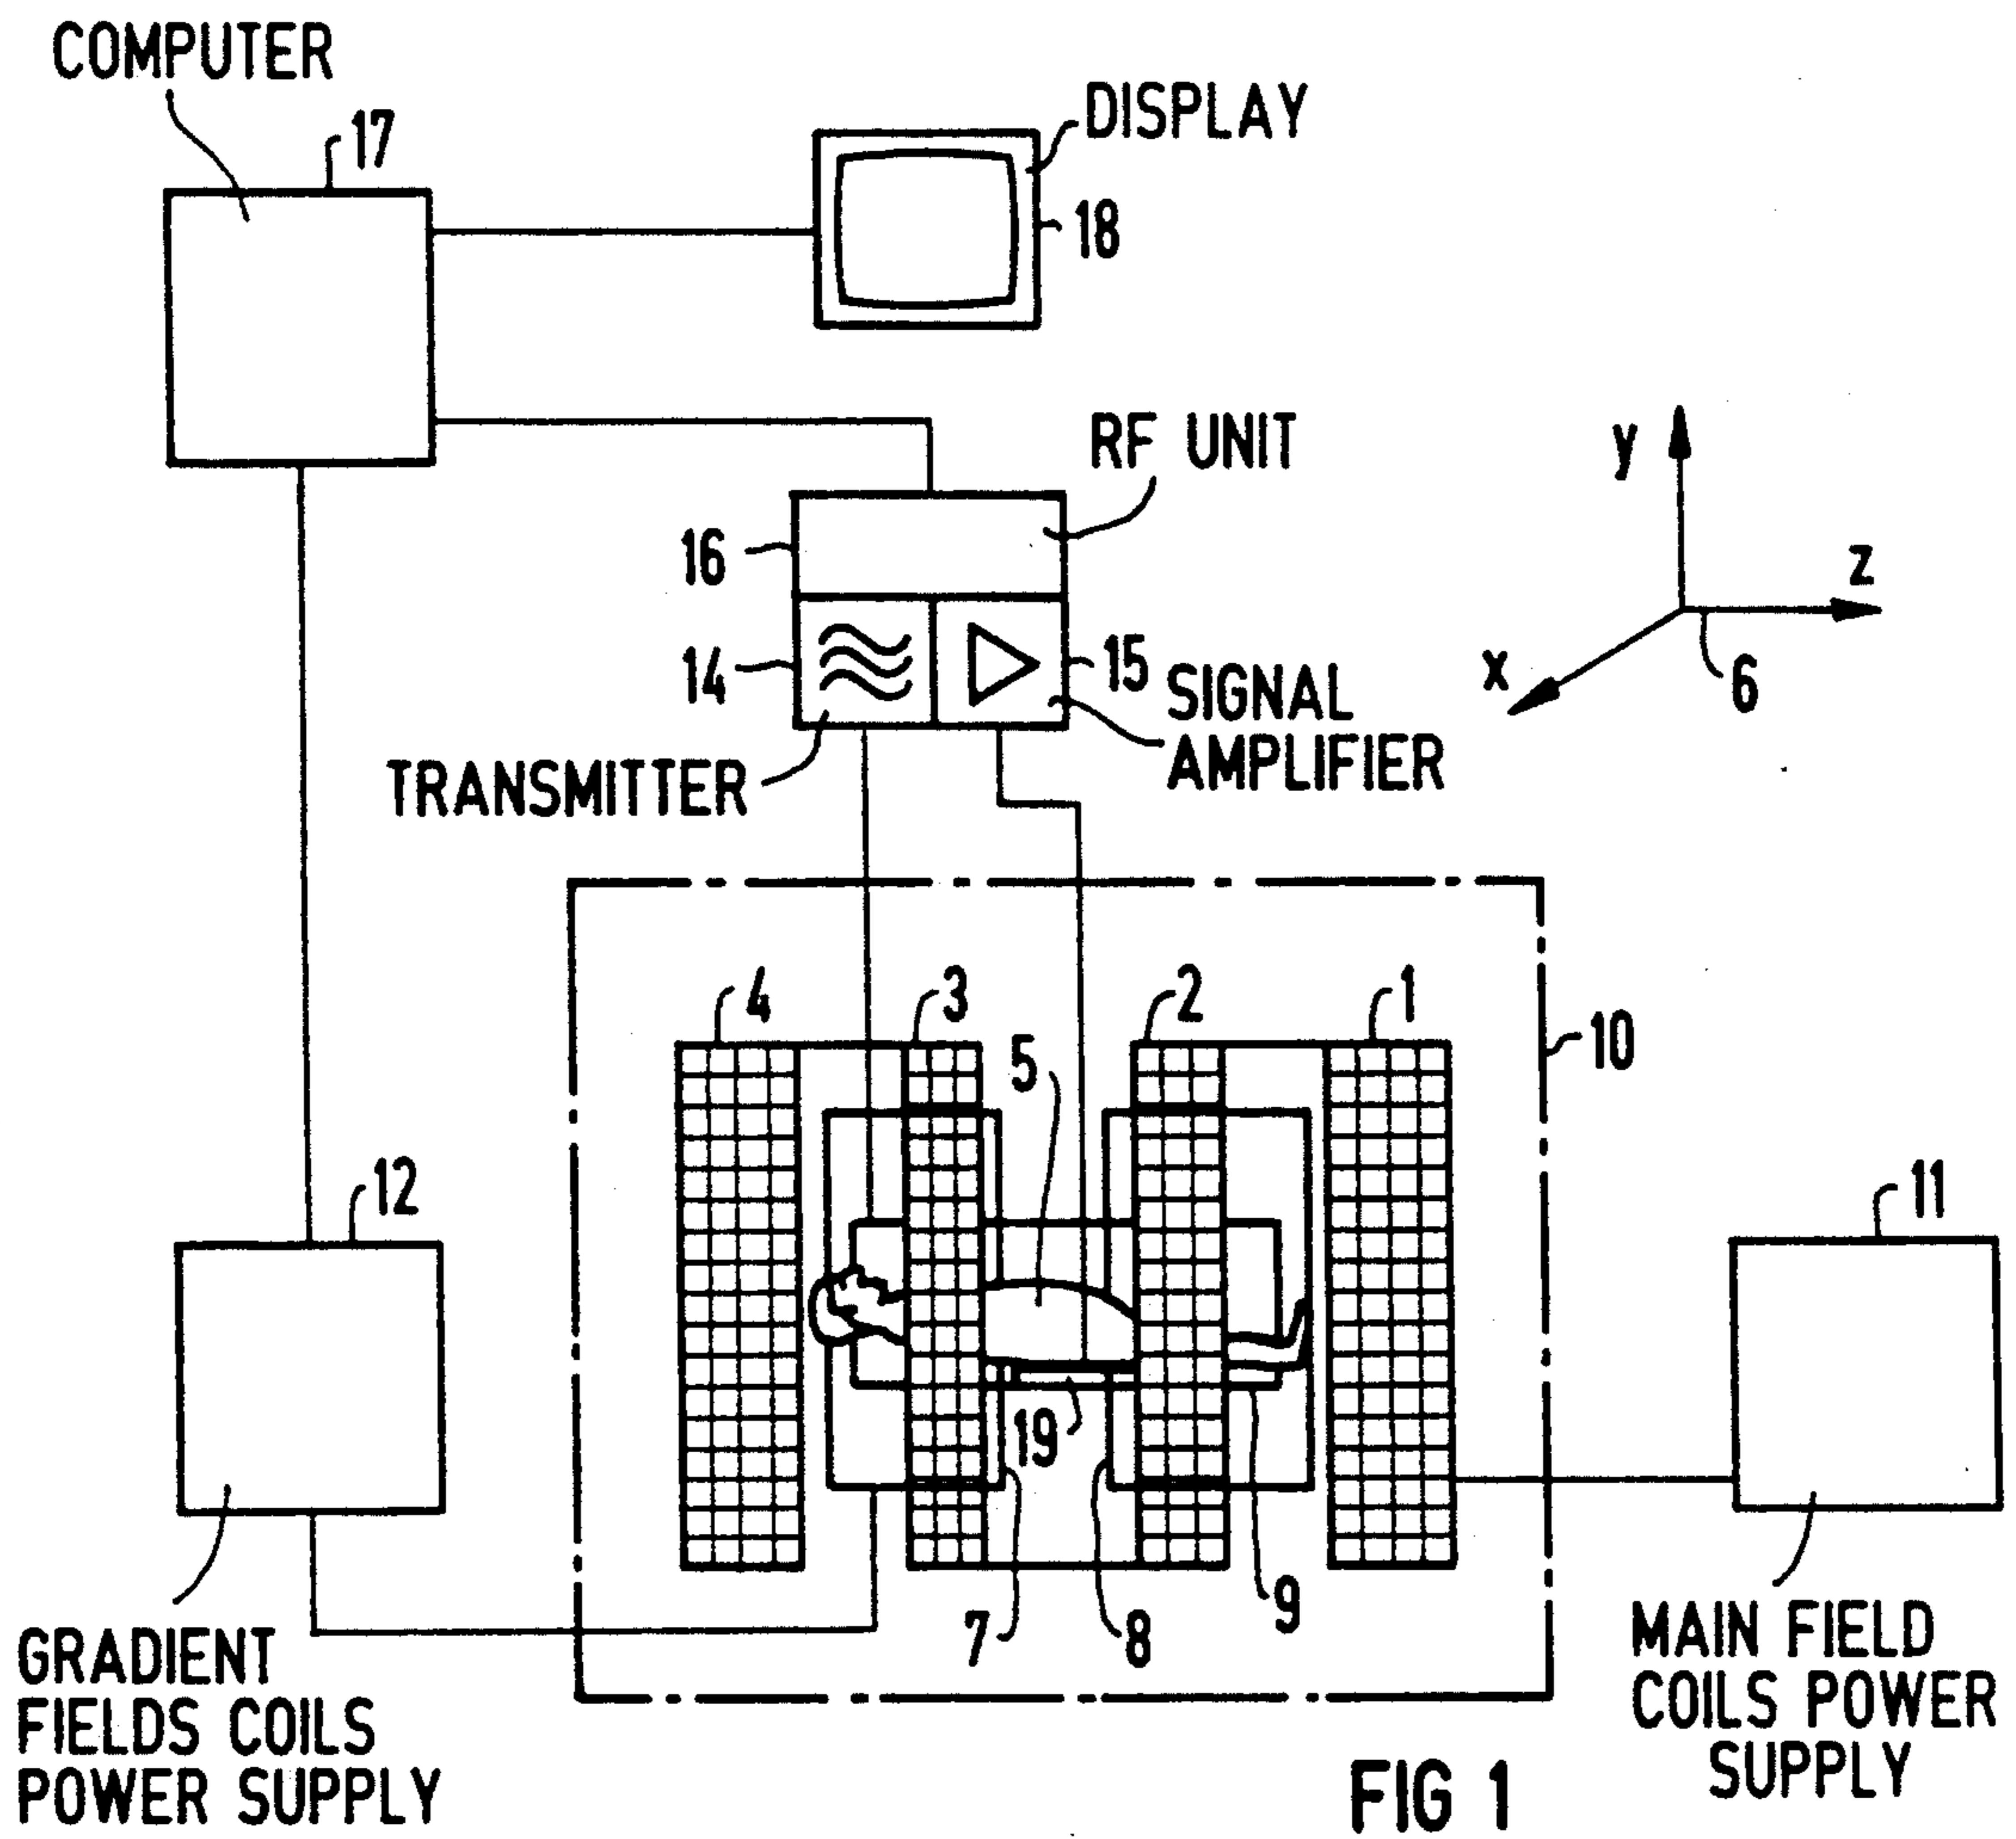 COMPUTER
17
DISPLAY
18
RF UNIT
16
14
15
SIGNAL
AMPLIFIER
TRANSMITTER
y
z
x
6
4
3
2
1
10
5
12
11
19
7
8
9
GRADIENT
FIELDS COILS
POWER SUPPLY
MAIN FIELD
COILS POWER
SUPPLY
FIG 1